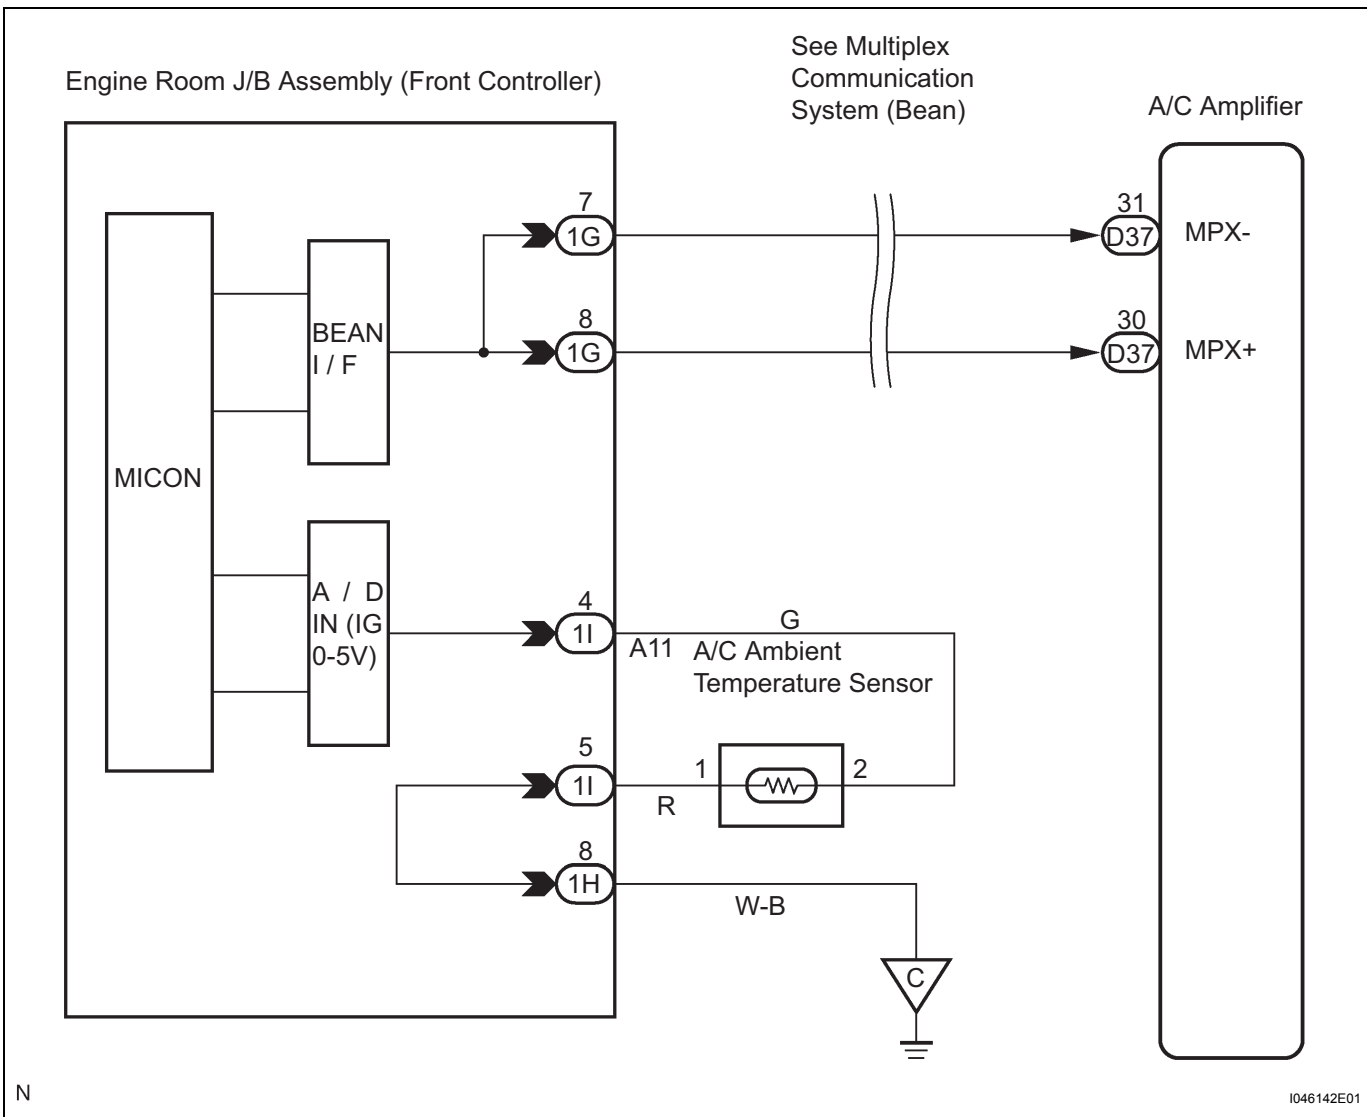 See Multiplex
Communication
System (Bean)
Engine Room J/B Assembly (Front Controller)
A/C Amplifier
7
1G
31
D37
MPX-
8
1G
30
D37
MPX+
BEAN
I / F
MICON
A / D
IN (IG
0-5V)
4
1I
G
A11
A/C Ambient
Temperature Sensor
5
1I
R
1
2
8
1H
W-B
C
N
I046142E01